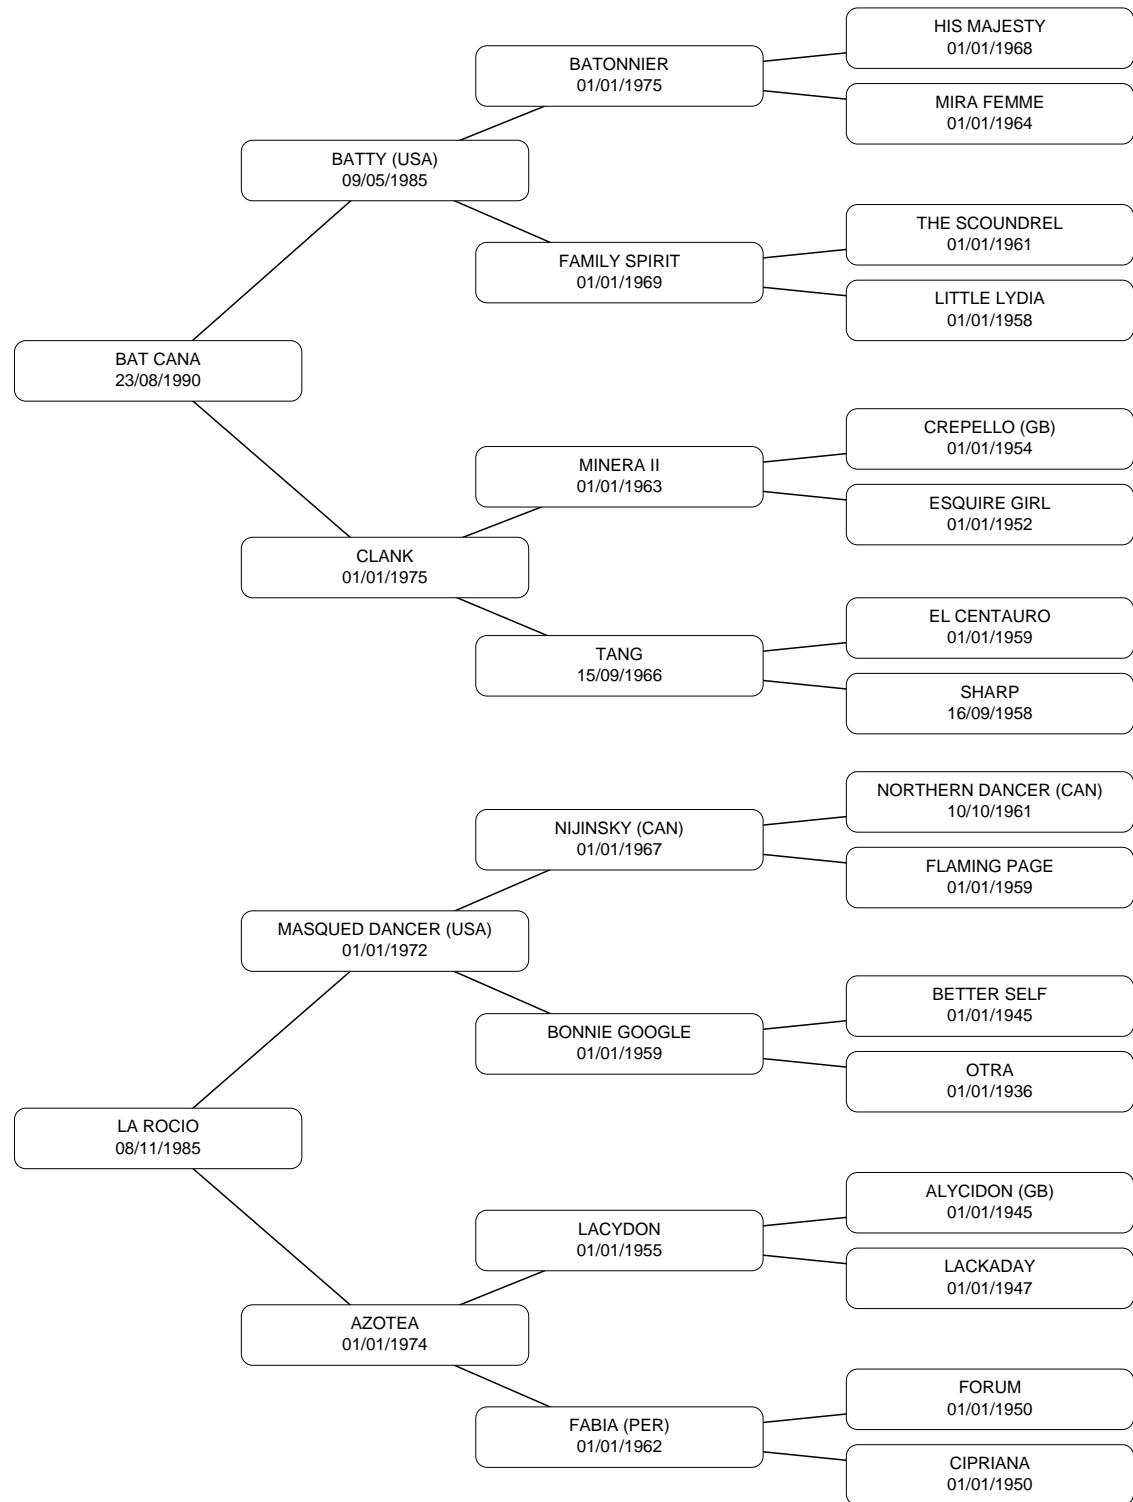 HIS MAJESTY
01/01/1968
BATONNIER
01/01/1975
MIRA FEMME
01/01/1964
BATTY (USA)
09/05/1985
THE SCOUNDREL
01/01/1961
FAMILY SPIRIT
01/01/1969
LITTLE LYDIA
01/01/1958
BAT CANA
23/08/1990
CREPELLO (GB)
01/01/1954
MINERA II
01/01/1963
ESQUIRE GIRL
01/01/1952
CLANK
01/01/1975
EL CENTAURO
01/01/1959
TANG
15/09/1966
SHARP
16/09/1958
NORTHERN DANCER (CAN)
10/10/1961
NIJINSKY (CAN)
01/01/1967
FLAMING PAGE
01/01/1959
MASQUED DANCER (USA)
01/01/1972
BETTER SELF
01/01/1945
BONNIE GOOGLE
01/01/1959
OTRA
01/01/1936
LA ROCIO
08/11/1985
ALYCIDON (GB)
01/01/1945
LACYDON
01/01/1955
LACKADAY
01/01/1947
AZOTEA
01/01/1974
FORUM
01/01/1950
FABIA (PER)
01/01/1962
CIPRIANA
01/01/1950